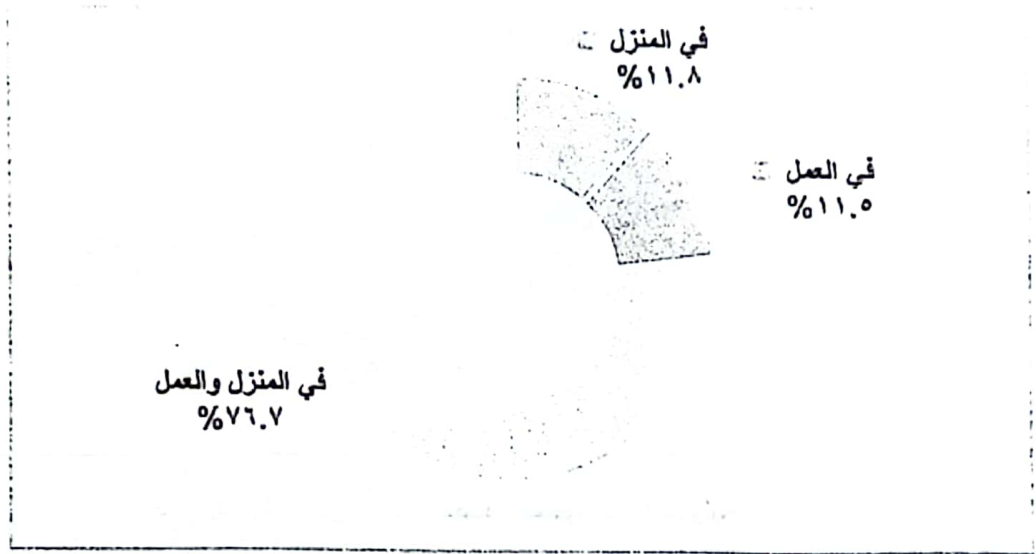 في المنزل
%١١.٨
في العمل
%١١.٥
في المنزل والعمل
%٧٦.٧